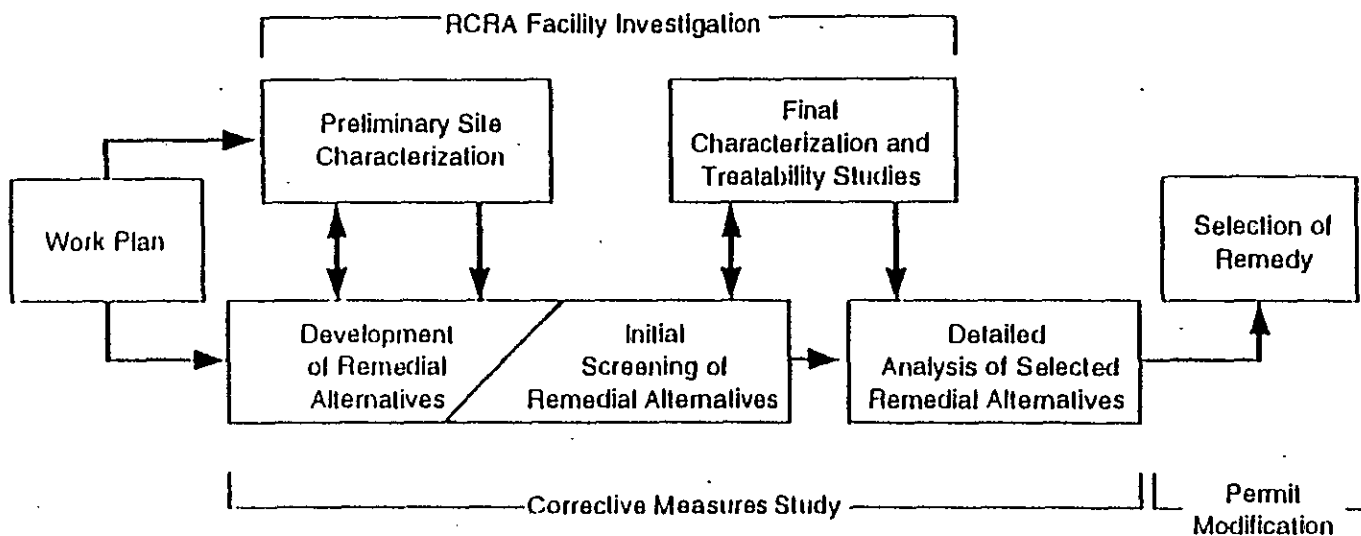 RCRA Facility Investigation
Preliminary Site
Characterization
Final
Characterization and
Treatability Studies
Work Plan
Selection of
Remedy
Development
of Remedial
Alternatives
Initial
Screening of
Remedial Alternatives
Detailed
Analysis of Selected
Remedial Alternatives
Corrective Measures Study
Permit
Modification